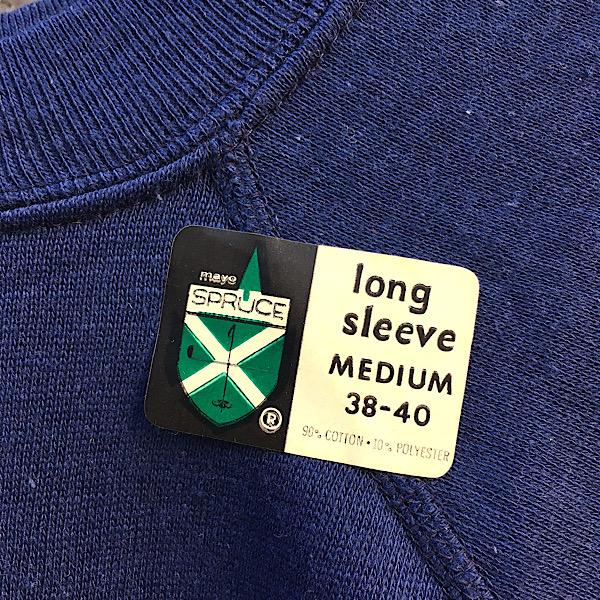 mayo
SPRUCE
®
long
sleeve
MEDIUM
38-40
90% COTTON • 10% POLYESTER